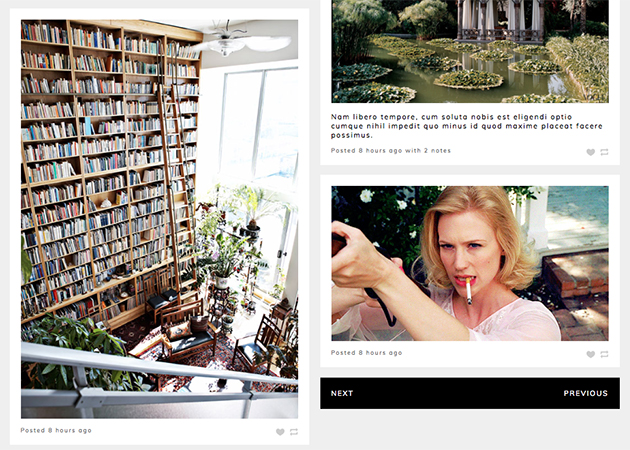 Posted 8 hours ago
Nam libero tempore, cum soluta nobis est eligendi optio
cumque nihil impedit quo minus id quod maxime placeat facere
possimus.
Posted 8 hours ago with 2 notes
Posted 8 hours ago
NEXT
PREVIOUS